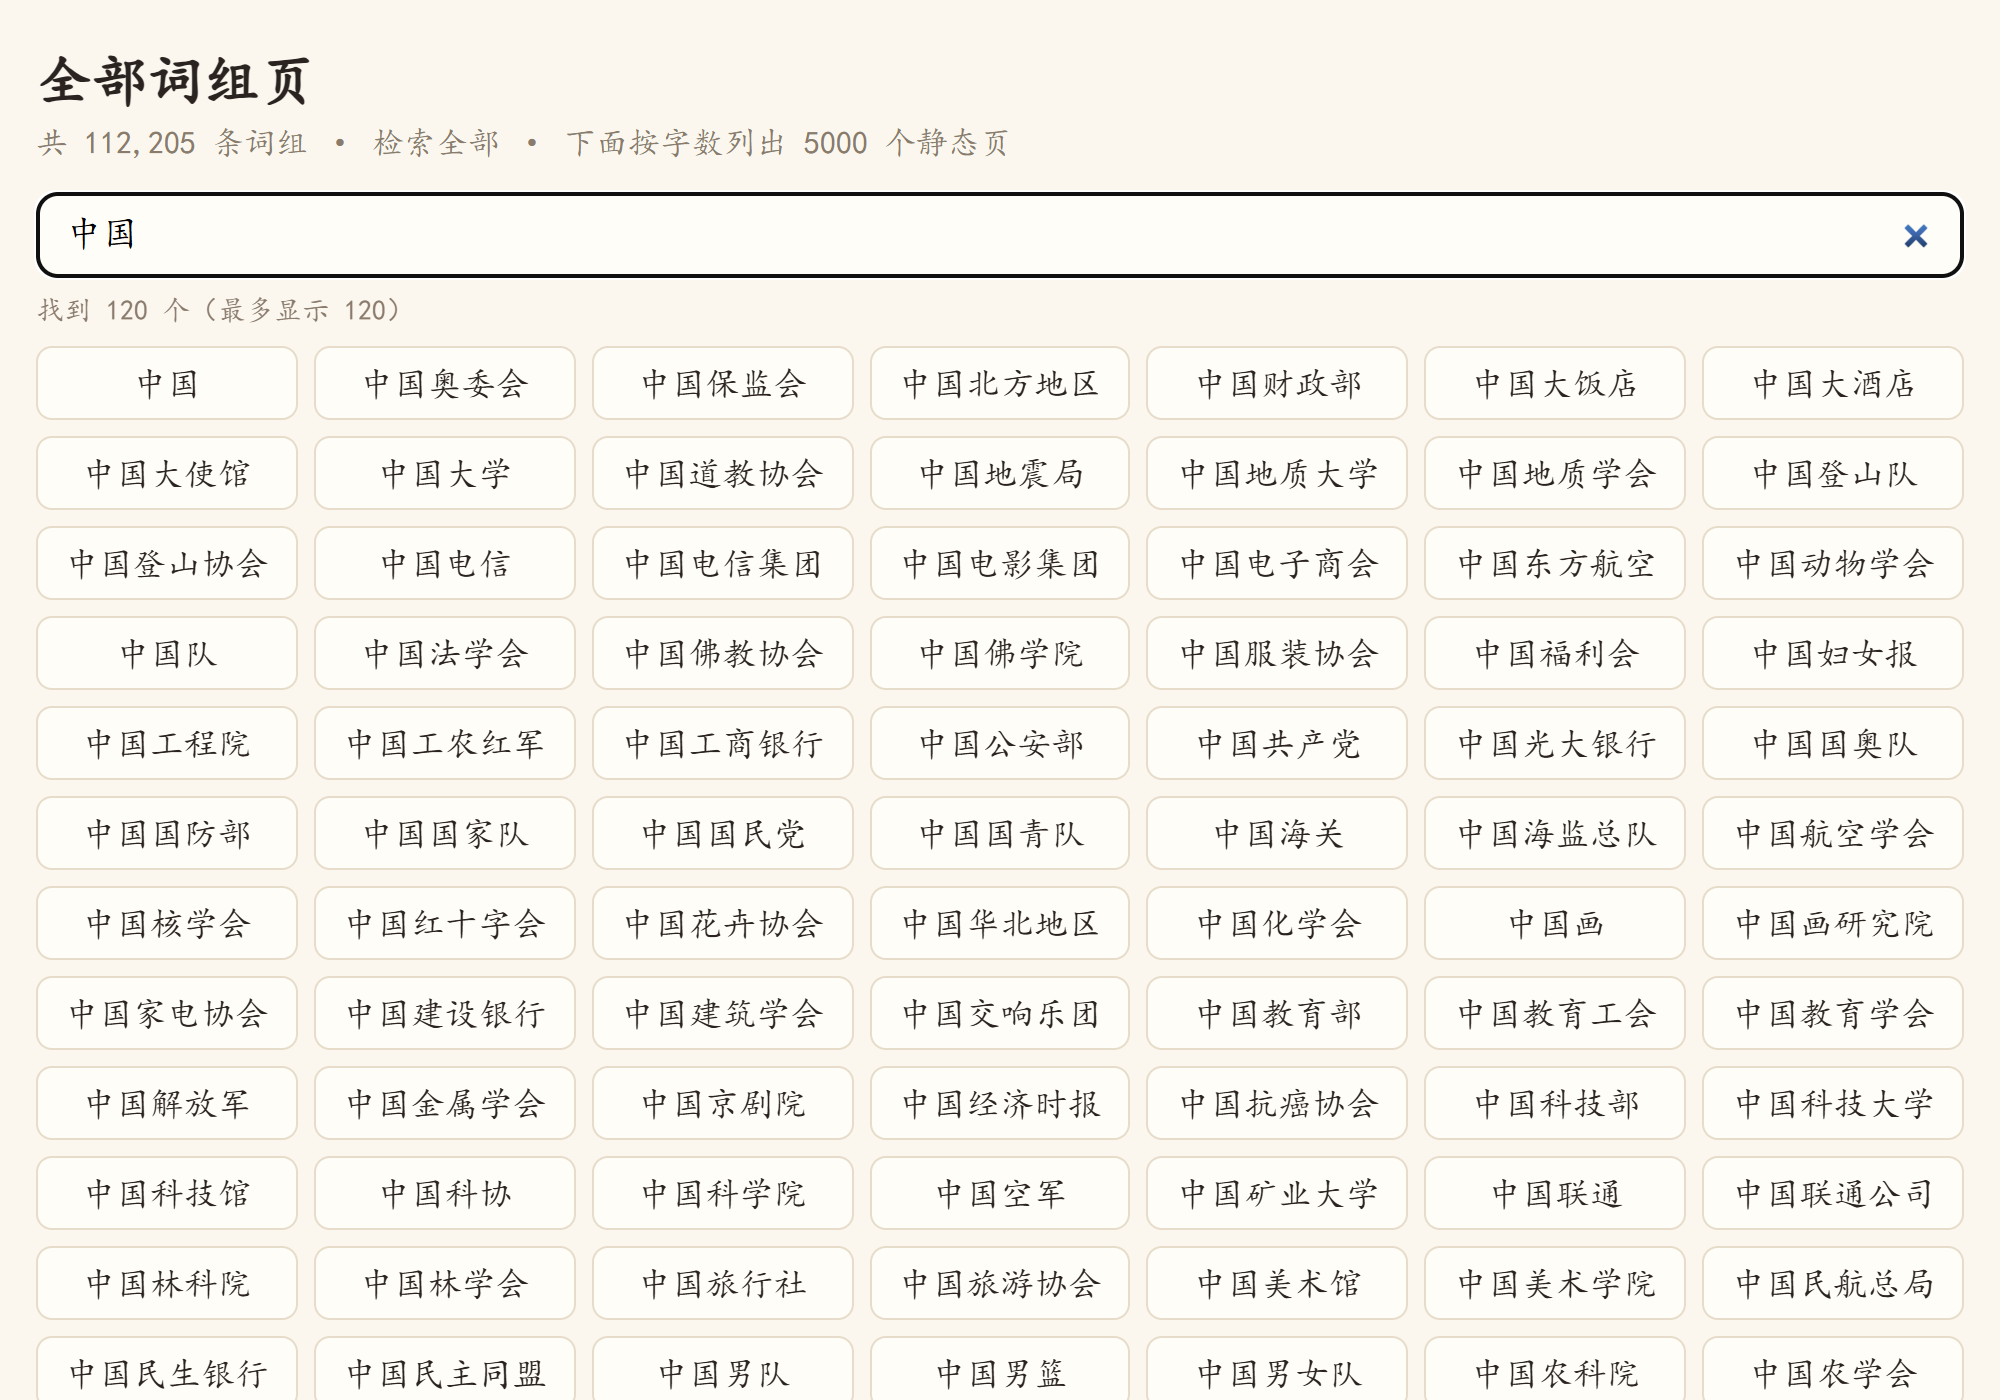 全部词组页
共 112,205 条词组 • 检索全部 • 下面按字数列出 5000 个静态页
中国
找到 120 个（最多显示 120）
中国 中国奥委会 中国保监会 中国北方地区 中国财政部 中国大饭店 中国大酒店
中国大使馆 中国大学 中国道教协会 中国地震局 中国地质大学 中国地质学会 中国登山队
中国登山协会 中国电信 中国电信集团 中国电影集团 中国电子商会 中国东方航空 中国动物学会
中国队 中国法学会 中国佛教协会 中国佛学院 中国服装协会 中国福利会 中国妇女报
中国工程院 中国工农红军 中国工商银行 中国公安部 中国共产党 中国光大银行 中国国奥队
中国国防部 中国国家队 中国国民党 中国国青队 中国海关 中国海监总队 中国航空学会
中国核学会 中国红十字会 中国花卉协会 中国华北地区 中国化学会 中国画 中国画研究院
中国家电协会 中国建设银行 中国建筑学会 中国交响乐团 中国教育部 中国教育工会 中国教育学会
中国解放军 中国金属学会 中国京剧院 中国经济时报 中国抗癌协会 中国科技部 中国科技大学
中国科技馆 中国科协 中国科学院 中国空军 中国矿业大学 中国联通 中国联通公司
中国林科院 中国林学会 中国旅行社 中国旅游协会 中国美术馆 中国美术学院 中国民航总局
中国民生银行 中国民主同盟 中国男队 中国男篮 中国男女队 中国农科院 中国农学会